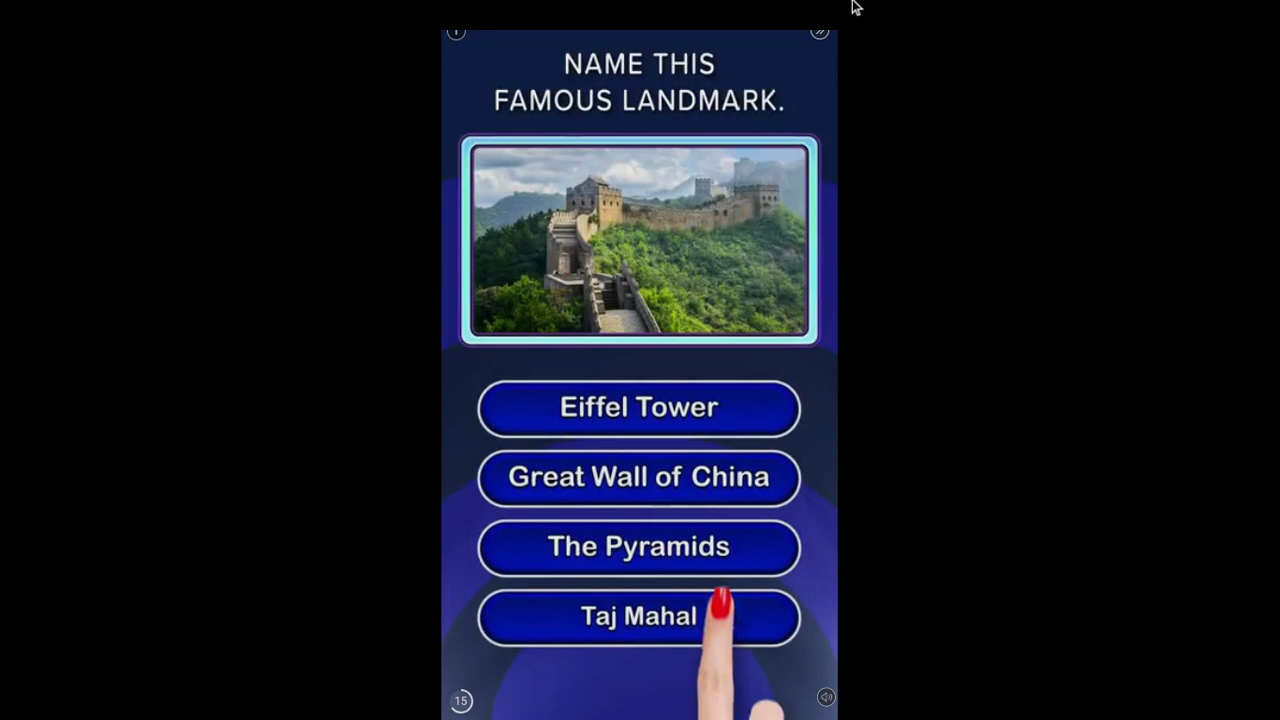 NAME THIS
FAMOUS LANDMARK.
Eiffel Tower
Great Wall of China
The Pyramids
Taj Mahal
15